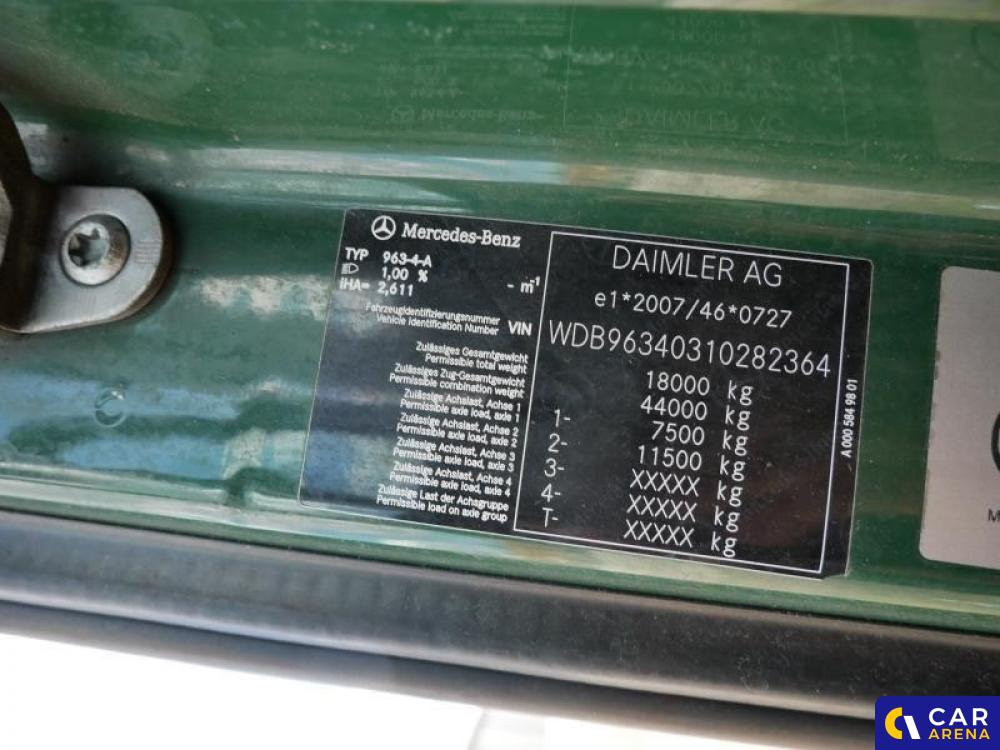 Mercedes-Benz
TYP 963-4-A
1,00 %
IHA= 2,611 - m⁻¹
Fahrzeugidentifizierungsnummer
Vehicle Identification Number VIN
Zulässiges Gesamtgewicht
Permissible total weight
Zulässiges Zug-Gesamtgewicht
Permissible combination weight
Zulässige Achslast, Achse 1
Permissible axle load, axle 1
Zulässige Achslast, Achse 2
Permissible axle load, axle 2
Zulässige Achslast, Achse 3
Permissible axle load, axle 3
Zulässige Achslast, Achse 4
Permissible axle load, axle 4
Zulässige Last der Achsgruppe
Permissible load on axle group
DAIMLER AG
e1*2007/46*0727
WDB96340310282364
18000 kg
44000 kg
1- 7500 kg
2- 11500 kg
3- XXXXX kg
4- XXXXX kg
T- XXXXX kg
A 000 584 98 01
CAR
ARENA